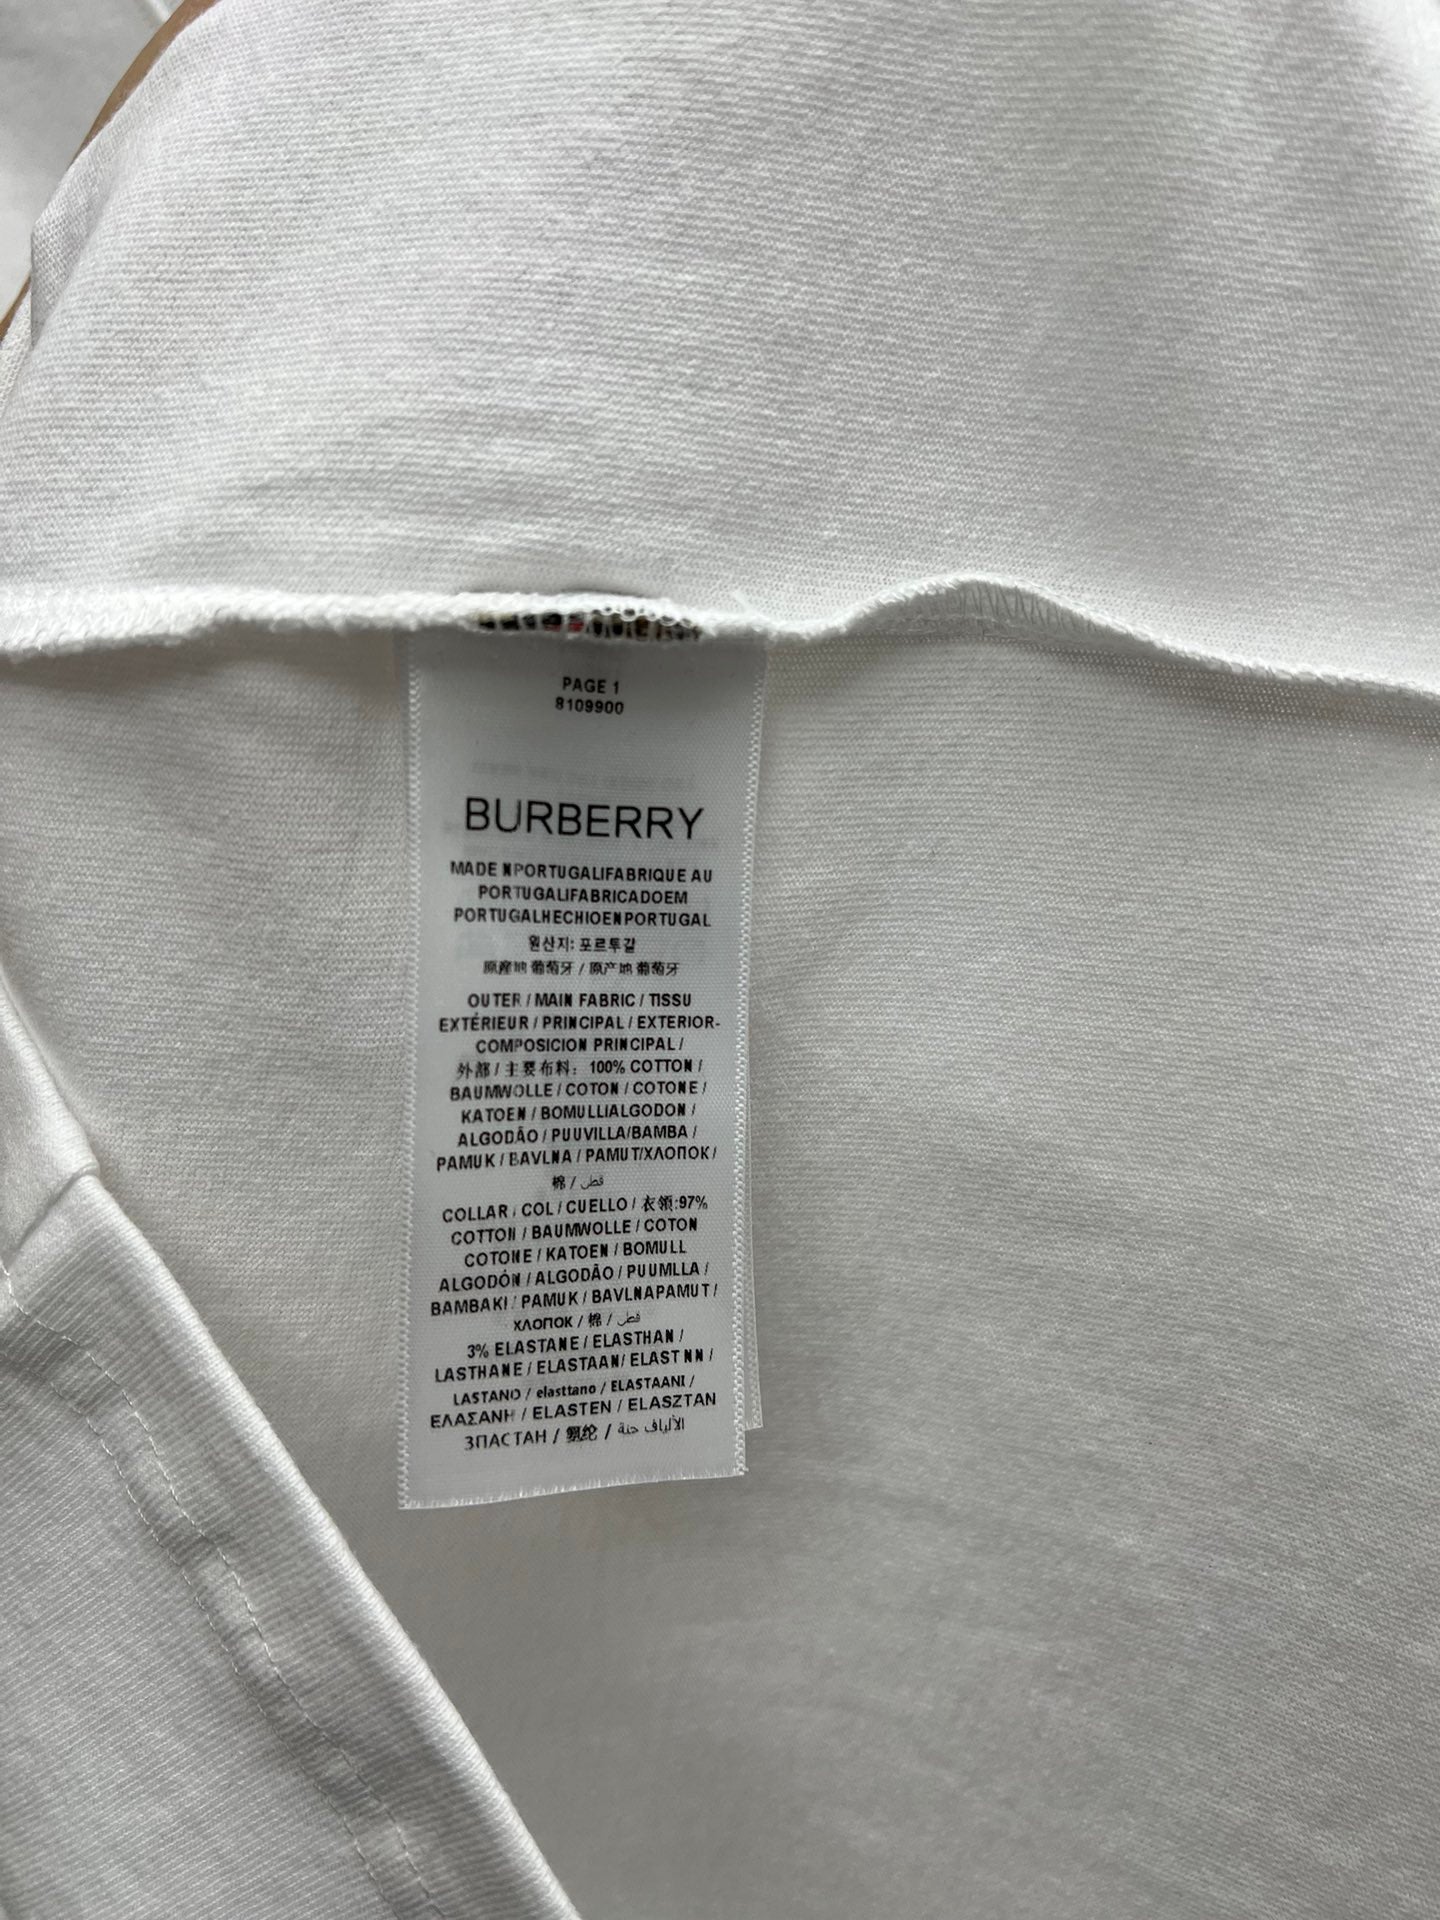 PAGE 1
8109900
BURBERRY
MADE NPORTUGALIFABRIQUE AU
PORTUGALIFABRICADOEM
PORTUGALHECHIOENPORTUGAL
원산지: 포르투갈
原產地 葡萄牙 / 原产地 葡萄牙
OUTER / MAIN FABRIC / TISSU
EXTÉRIEUR / PRINCIPAL / EXTERIOR-
COMPOSICION PRINCIPAL /
外部 / 主要布料: 100% COTTON /
BAUMWOLLE / COTON / COTONE /
KATOEN / BOMULLIALGODON /
ALGODÃO / PUUVILLA/BAMBA /
PAMUK / BAVLNA / PAMUT/ХЛОПОК /
棉 / قطن
COLLAR / COL / CUELLO / 衣領:97%
COTTON / BAUMWOLLE / COTON
COTONE / KATOEN / BOMULL
ALGODÓN / ALGODÃO / PUUMLLA /
BAMBAKI / PAMUK / BAVLNAPAMUT /
ХЛОПОК / 棉 / قطن
3% ELASTANE / ELASTHAN /
LASTHANE / ELASTAAN/ ELAST NN /
LASTANO / elasttano / ELASTAANI /
ΕΛΑΣΑΝΗ / ELASTEN / ELASZTAN
ЗПАСТАН / 氨纶 / الألياف جنة